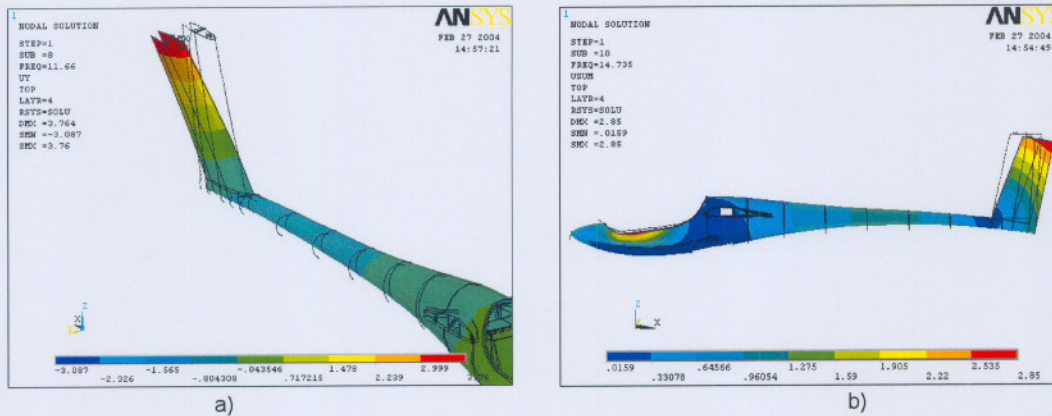 1
NODAL SOLUTION
STEP=1
SUB =8
FREQ=11.66
UY
TOP
LAYR=4
RSYS=SOLU
DMX =3.764
SMN =-3.087
SMX =3.76
ANSYS
FEB 27 2004
14:57:21
Z
X
Y
-3.087 -1.565 -.043546 1.478 2.999
-2.326 -.804308 .717215 2.239 3.76
a)
1
NODAL SOLUTION
STEP=1
SUB =10
FREQ=14.735
USUM
TOP
LAYR=4
RSYS=SOLU
DMX =2.85
SMN =.0159
SMX =2.85
ANSYS
FEB 27 2004
14:54:49
Z
X
.0159 .64566 1.275 1.905 2.535
.33078 .96054 1.59 2.22 2.85
b)